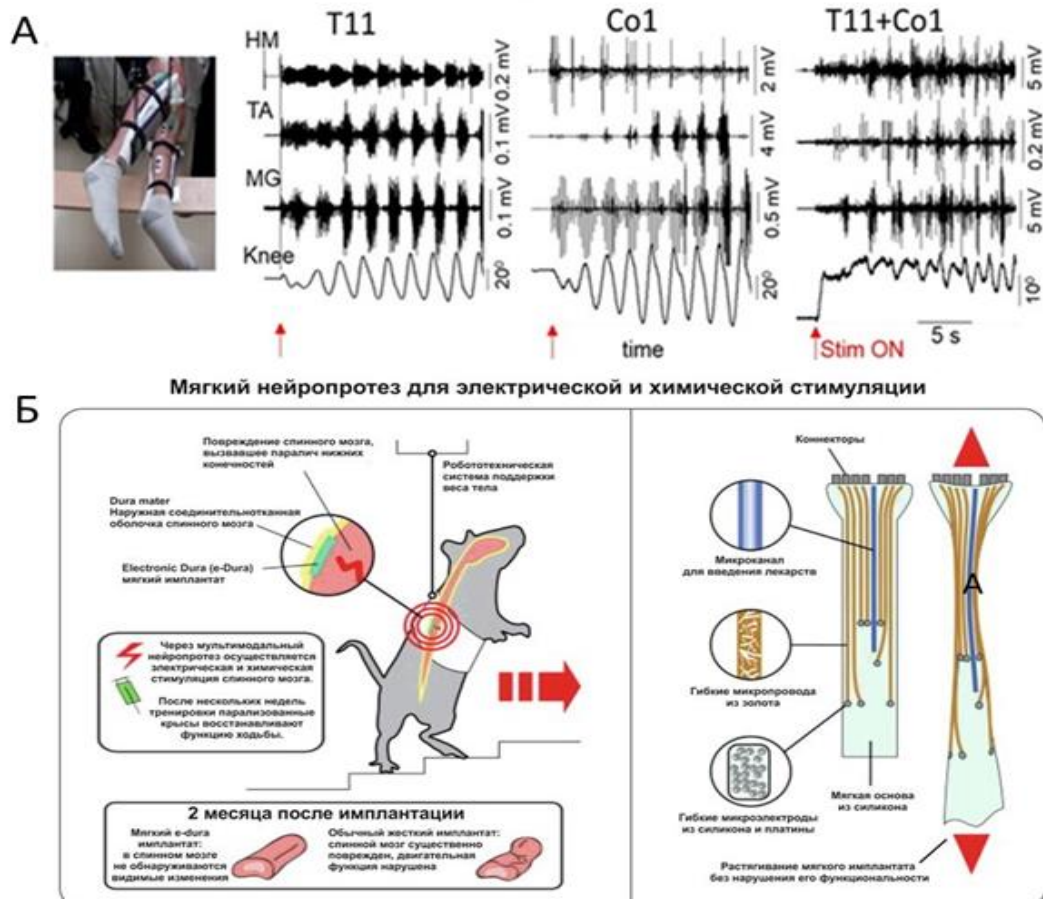 А
T11
Co1
T11+Co1
HM
0.2 mV
2 mV
5 mV
TA
0.1 mV
4 mV
0.2 mV
MG
0.1 mV
0.5 mV
5 mV
Knee
20⁰
20⁰
10⁰
time
5 s
Stim ON
Мягкий нейропротез для электрической и химической стимуляции
Б
Повреждение спинного мозга,
вызвавшее паралич нижних
конечностей
Робототехническая
система поддержки
веса тела
Dura mater
Наружная соединительнотканная
оболочка спинного мозга
Electronic Dura (e-Dura)
мягкий имплантат
Через мультимодальный
нейропротез осуществляется
электрическая и химическая
стимуляция спинного мозга.
После нескольких недель
тренировки парализованные
крысы восстанавливают
функцию ходьбы.
2 месяца после имплантации
Мягкий e-dura
имплантат:
в спинном мозге
не обнаруживаются
видимые изменения
Обычный жесткий имплантат:
спинной мозг существенно
поврежден, двигательная
функция нарушена
Коннекторы
Микроканал
для введения лекарств
А
Гибкие микропровода
из золота
Гибкие микроэлектроды
из силикона и платины
Мягкая основа
из силикона
Растягивание мягкого имплантата
без нарушения его функциональности